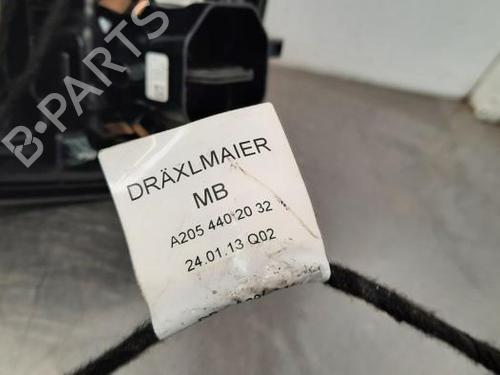 B-PARTS
DRÄXLMAIER
MB
A205 440 20 32
24.01.13 Q02